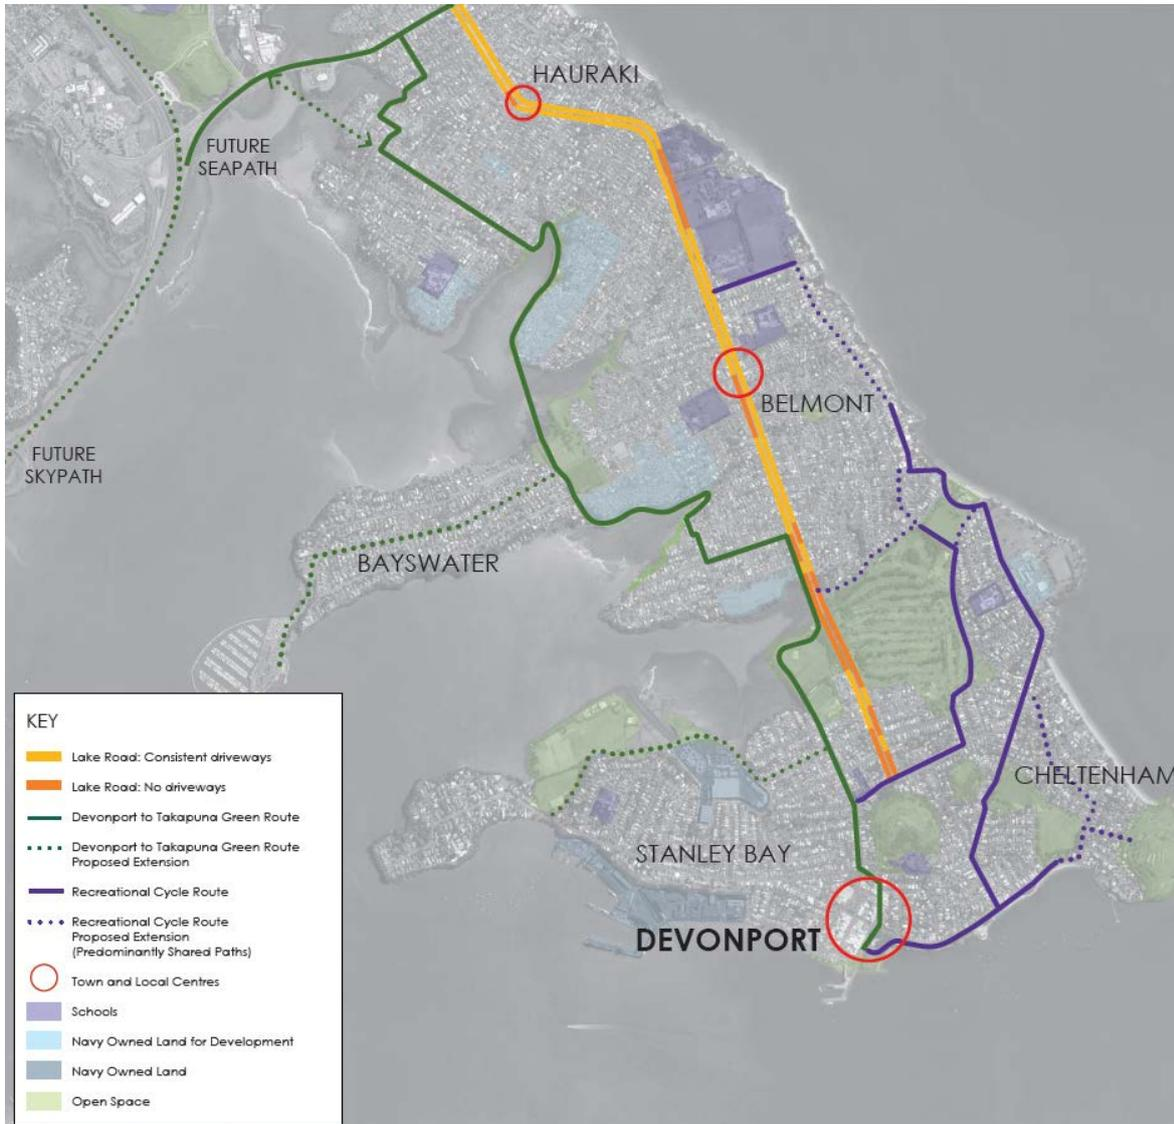 HAURAKI
FUTURE
SEAPATH
BELMONT
FUTURE
SKYPATH
BAYSWATER
CHELTENHAM
STANLEY BAY
DEVONPORT
KEY
Lake Road: Consistent driveways
Lake Road: No driveways
Devonport to Takapuna Green Route
Devonport to Takapuna Green Route
Proposed Extension
Recreational Cycle Route
Recreational Cycle Route
Proposed Extension
(Predominantly Shared Paths)
Town and Local Centres
Schools
Navy Owned Land for Development
Navy Owned Land
Open Space